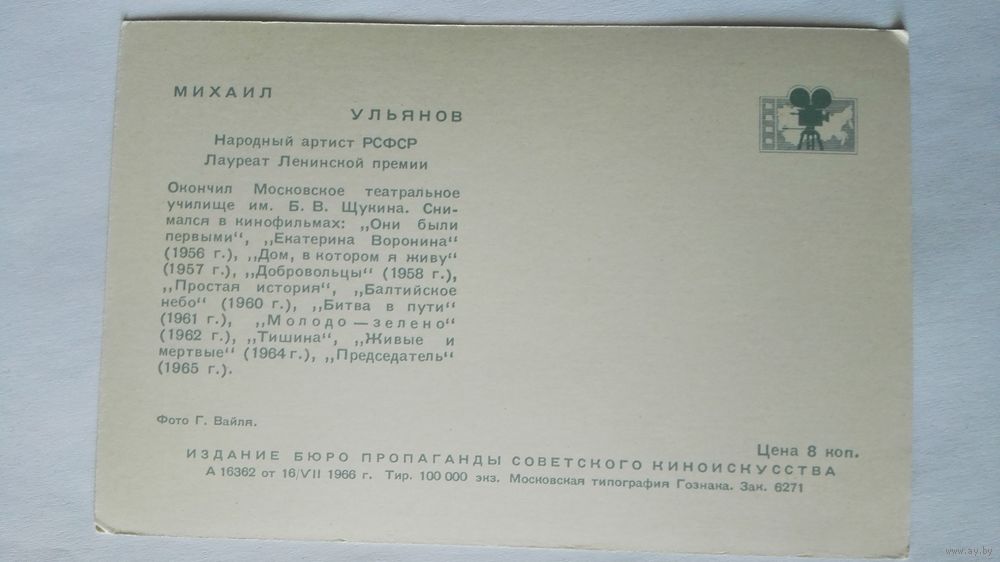 МИХАИЛ
УЛЬЯНОВ
Народный артист РСФСР
Лауреат Ленинской премии
Окончил Московское театральное
училище им. Б. В. Щукина. Сни-
мался в кинофильмах: „Они были
первыми“, „Екатерина Воронина“
(1956 г.), „Дом, в котором я живу“
(1957 г.), „Добровольцы“ (1958 г.),
„Простая история“, „Балтийское
небо“ (1960 г.), „Битва в пути“
(1961 г.), „Молодо — зелено“
(1962 г.), „Тишина“, „Живые и
мертвые“ (1964 г.), „Председатель“
(1965 г.).
Фото Г. Вайля.
Цена 8 коп.
ИЗДАНИЕ БЮРО ПРОПАГАНДЫ СОВЕТСКОГО КИНОИСКУССТВА
А 16362 от 16/VII 1966 г. Тир. 100 000 экз. Московская типография Гознака. Зак. 6271
www.ay.by